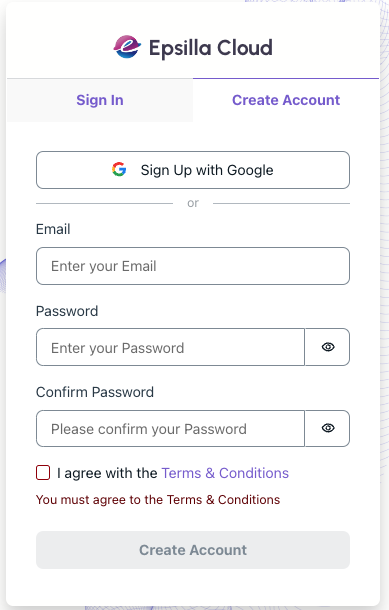 Epsilla Cloud
Sign In
Create Account
Sign Up with Google
or
Email
Enter your Email
Password
Enter your Password
Confirm Password
Please confirm your Password
I agree with the Terms & Conditions
You must agree to the Terms & Conditions
Create Account